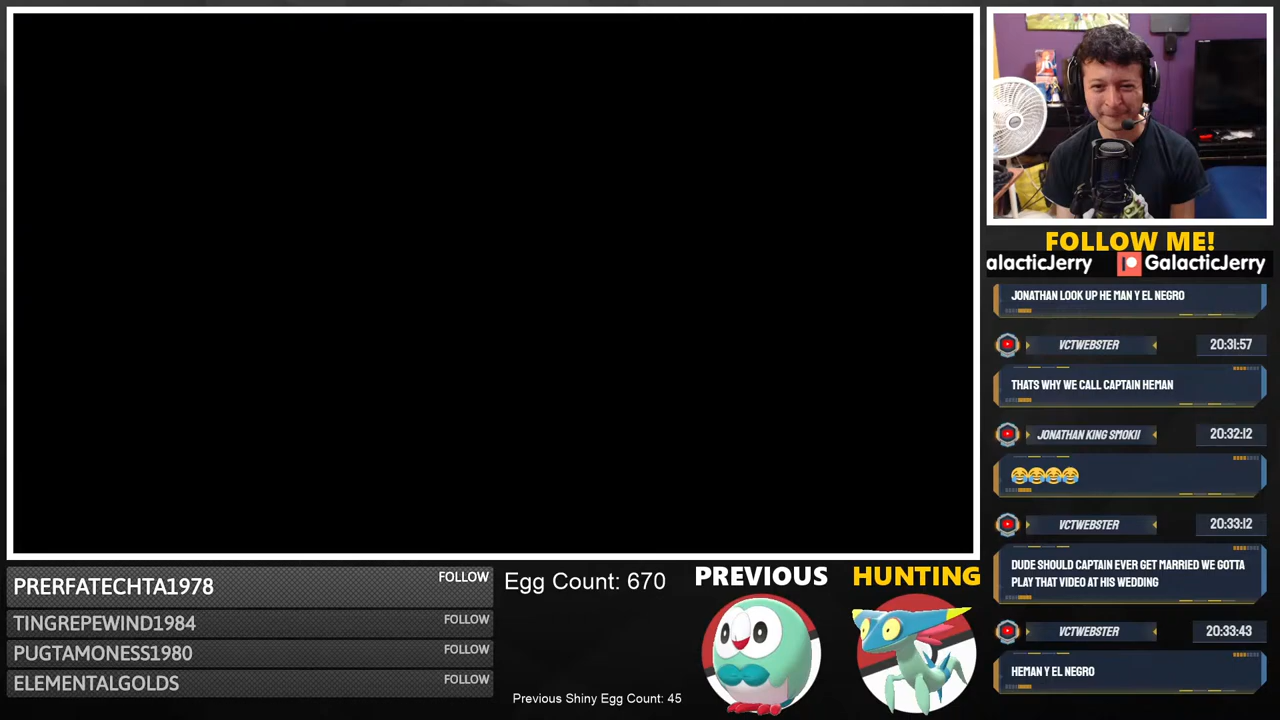 FOLLOW ME!
alacticJerry GalacticJerry
JONATHAN LOOK UP HE MAN Y EL NEGRO
VCTWEBSTER 20:31:57
THATS WHY WE CALL CAPTAIN HEMAN
JONATHAN KING SMOKII 20:32:12
😂😂😂😂
VCTWEBSTER 20:33:12
DUDE SHOULD CAPTAIN EVER GET MARRIED WE GOTTA
PLAY THAT VIDEO AT HIS WEDDING
VCTWEBSTER 20:33:43
HEMAN Y EL NEGRO
PRERFATECHTA1978 FOLLOW
TINGREPEWIND1984 FOLLOW
PUGTAMONESS1980 FOLLOW
ELEMENTALGOLDS FOLLOW
Egg Count: 670
Previous Shiny Egg Count: 45
PREVIOUS HUNTING